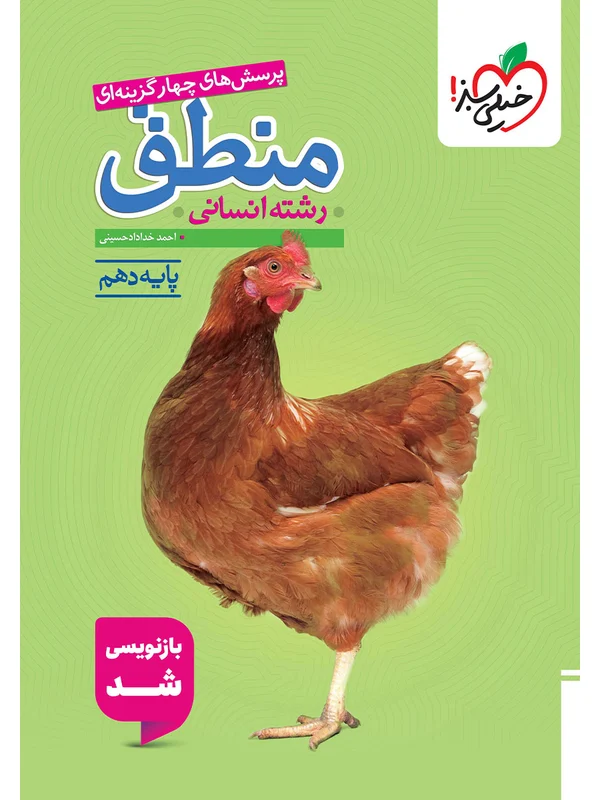 خیلی سبز!
پرسش‌های چهارگزینه‌ای
منطق
رشته انسانی
احمد خدادادحسینی
پایه دهم
بازنویسی
شد